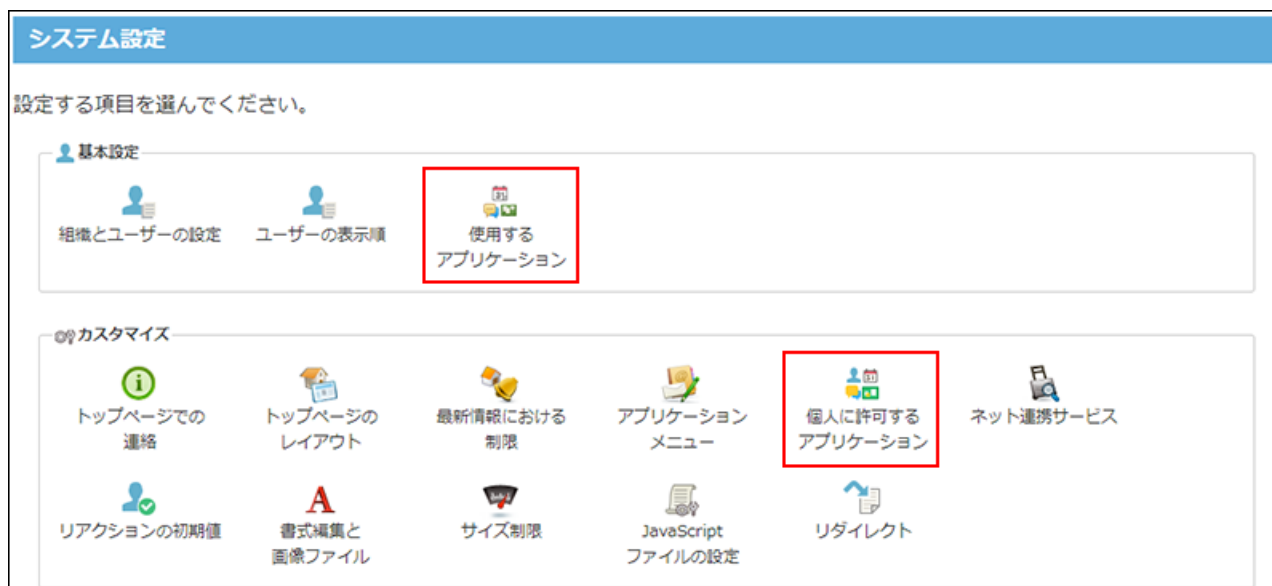 システム設定
設定する項目を選んでください。
基本設定
組織とユーザーの設定
ユーザーの表示順
使用する
アプリケーション
カスタマイズ
トップページでの
連絡
トップページの
レイアウト
最新情報における
制限
アプリケーション
メニュー
個人に許可する
アプリケーション
ネット連携サービス
リアクションの初期値
書式編集と
画像ファイル
サイズ制限
JavaScript
ファイルの設定
リダイレクト